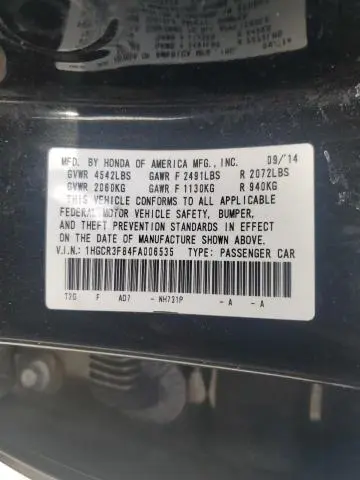 MFD. BY HONDA OF AMERICA MFG., INC. 09/14
GVWR 4542LBS GAWR F 2491LBS R 2072LBS
GVWR 2060KG GAWR F 1130KG R 940KG
THIS VEHICLE CONFORMS TO ALL APPLICABLE
FEDERAL MOTOR VEHICLE SAFETY, BUMPER,
AND THEFT PREVENTION STANDARDS IN EFFECT
ON THE DATE OF MANUFACTURE SHOWN ABOVE.
V.I.N.: 1HGCR3F84FA006535 TYPE: PASSENGER CAR
T2G F AD7 - NH731P - A - A